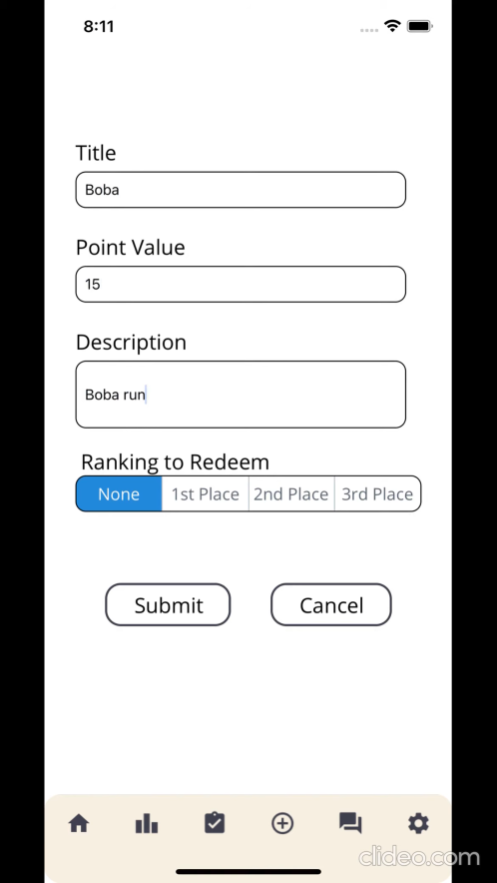 8:11
Title
Boba
Point Value
15
Description
Boba run
Ranking to Redeem
None 1st Place 2nd Place 3rd Place
Submit Cancel
clideo.com